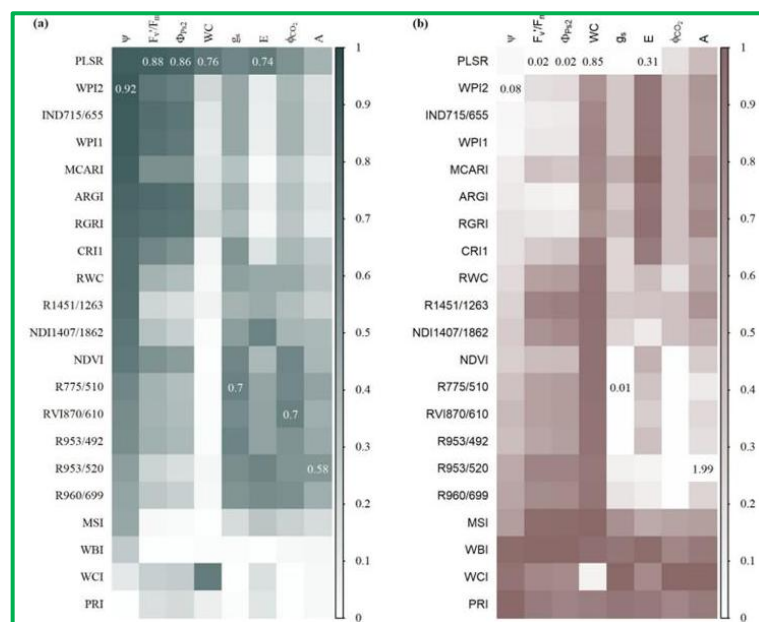 (a) ψ Fv'/Fm' ΦPs2 WC gs E ϕCO2 A
PLSR 0.88 0.86 0.76 0.74
WPI2 0.92
IND715/655
WPI1
MCARI
ARGI
RGRI
CRI1
RWC
R1451/1263
NDI1407/1862
NDVI
R775/510 0.7
RVI870/610 0.7
R953/492
R953/520 0.58
R960/699
MSI
WBI
WCI
PRI
1
0.9
0.8
0.7
0.6
0.5
0.4
0.3
0.2
0.1
0
(b) ψ Fv'/Fm' ΦPs2 WC gs E ϕCO2 A
PLSR 0.02 0.02 0.85 0.31
WPI2 0.08
IND715/655
WPI1
MCARI
ARGI
RGRI
CRI1
RWC
R1451/1263
NDI1407/1862
NDVI
R775/510 0.01
RVI870/610
R953/492
R953/520 1.99
R960/699
MSI
WBI
WCI
PRI
1
0.9
0.8
0.7
0.6
0.5
0.4
0.3
0.2
0.1
0